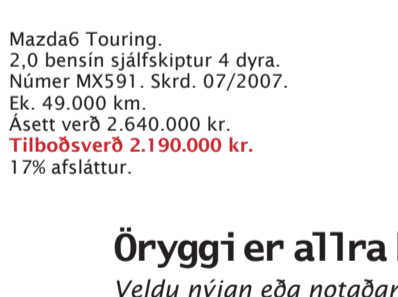 Mazda6 Touring.
2,0 bensín sjálfskiptur 4 dyra.
Númer MX591. Skrd. 07/2007.
Ek. 49.000 km.
Ásett verð 2.640.000 kr.
Tilboðsverð 2.190.000 kr.
17% afsláttur.
Öryggi er allra
Veldu nýjan eða notaðan